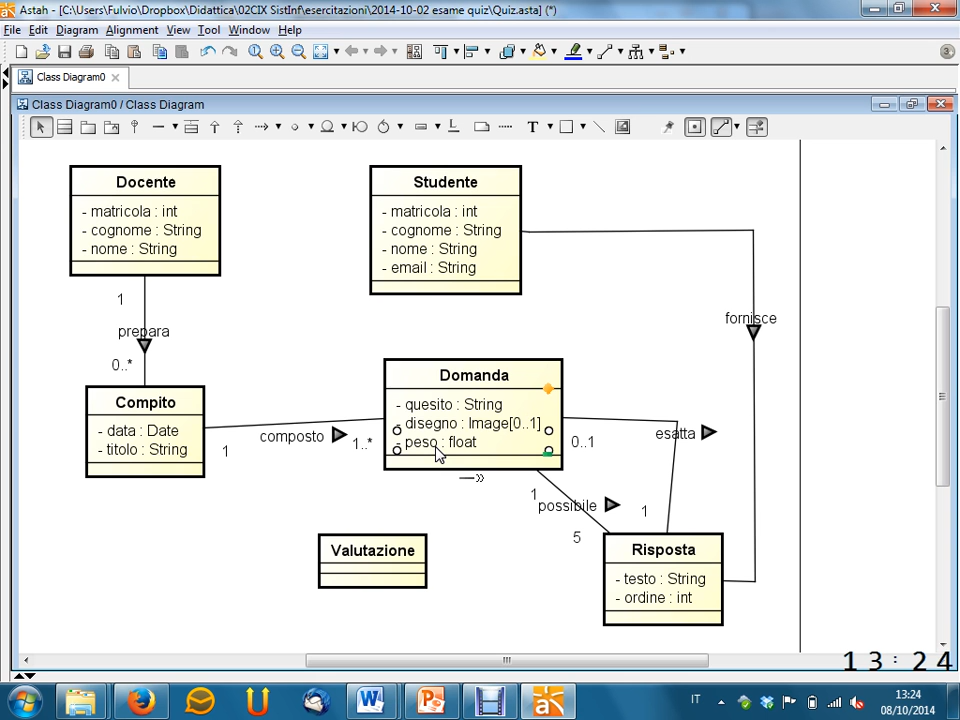 Astah - [C:\Users\Fulvio\Dropbox\Didattica\02CIX SistInf\esercitazioni\2014-10-02 esame quiz\Quiz.asta] (*)
File Edit Diagram Alignment View Tool Window Help
Class Diagram0
Class Diagram0 / Class Diagram
T
Docente
- matricola : int
- cognome : String
- nome : String
Studente
- matricola : int
- cognome : String
- nome : String
- email : String
1
prepara
0..*
fornisce
Compito
- data : Date
- titolo : String
1
composto
1..*
Domanda
- quesito : String
- disegno : Image[0..1]
- peso : float
0..1
esatta
1
1
possibile
5
Valutazione
Risposta
- testo : String
- ordine : int
13:24
IT
13:24
08/10/2014